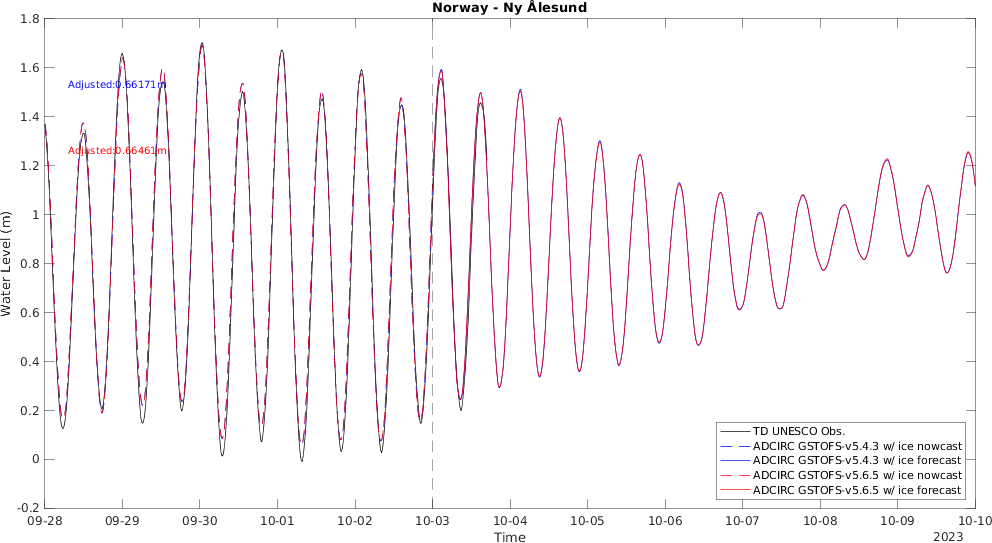 Norway - Ny Ålesund
1.8
1.6
1.4
1.2
1
0.8
0.6
0.4
0.2
0
-0.2
Water Level (m)
Adjusted:0.66171m
Adjusted:0.66461m
TD UNESCO Obs.
ADCIRC GSTOFS-v5.4.3 w/ ice nowcast
ADCIRC GSTOFS-v5.4.3 w/ ice forecast
ADCIRC GSTOFS-v5.6.5 w/ ice nowcast
ADCIRC GSTOFS-v5.6.5 w/ ice forecast
09-28 09-29 09-30 10-01 10-02 10-03 10-04 10-05 10-06 10-07 10-08 10-09 10-10
Time
2023